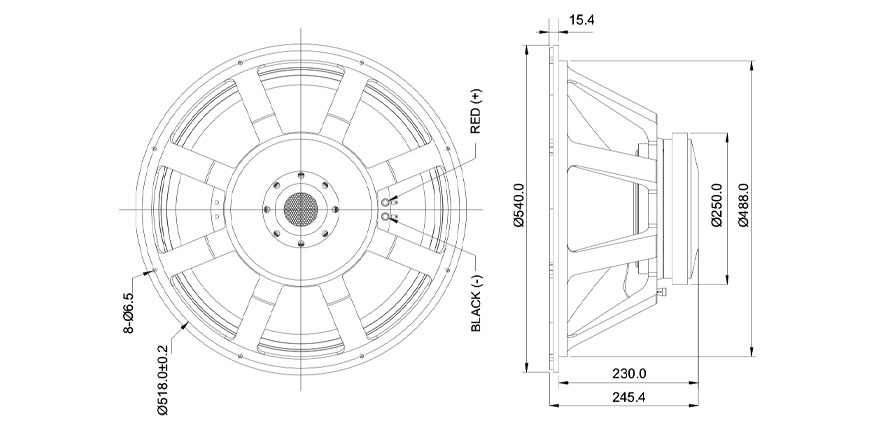 15.4
RED (+)
BLACK (-)
8-Ø6.5
Ø518.0±0.2
Ø540.0
Ø250.0
Ø488.0
230.0
245.4